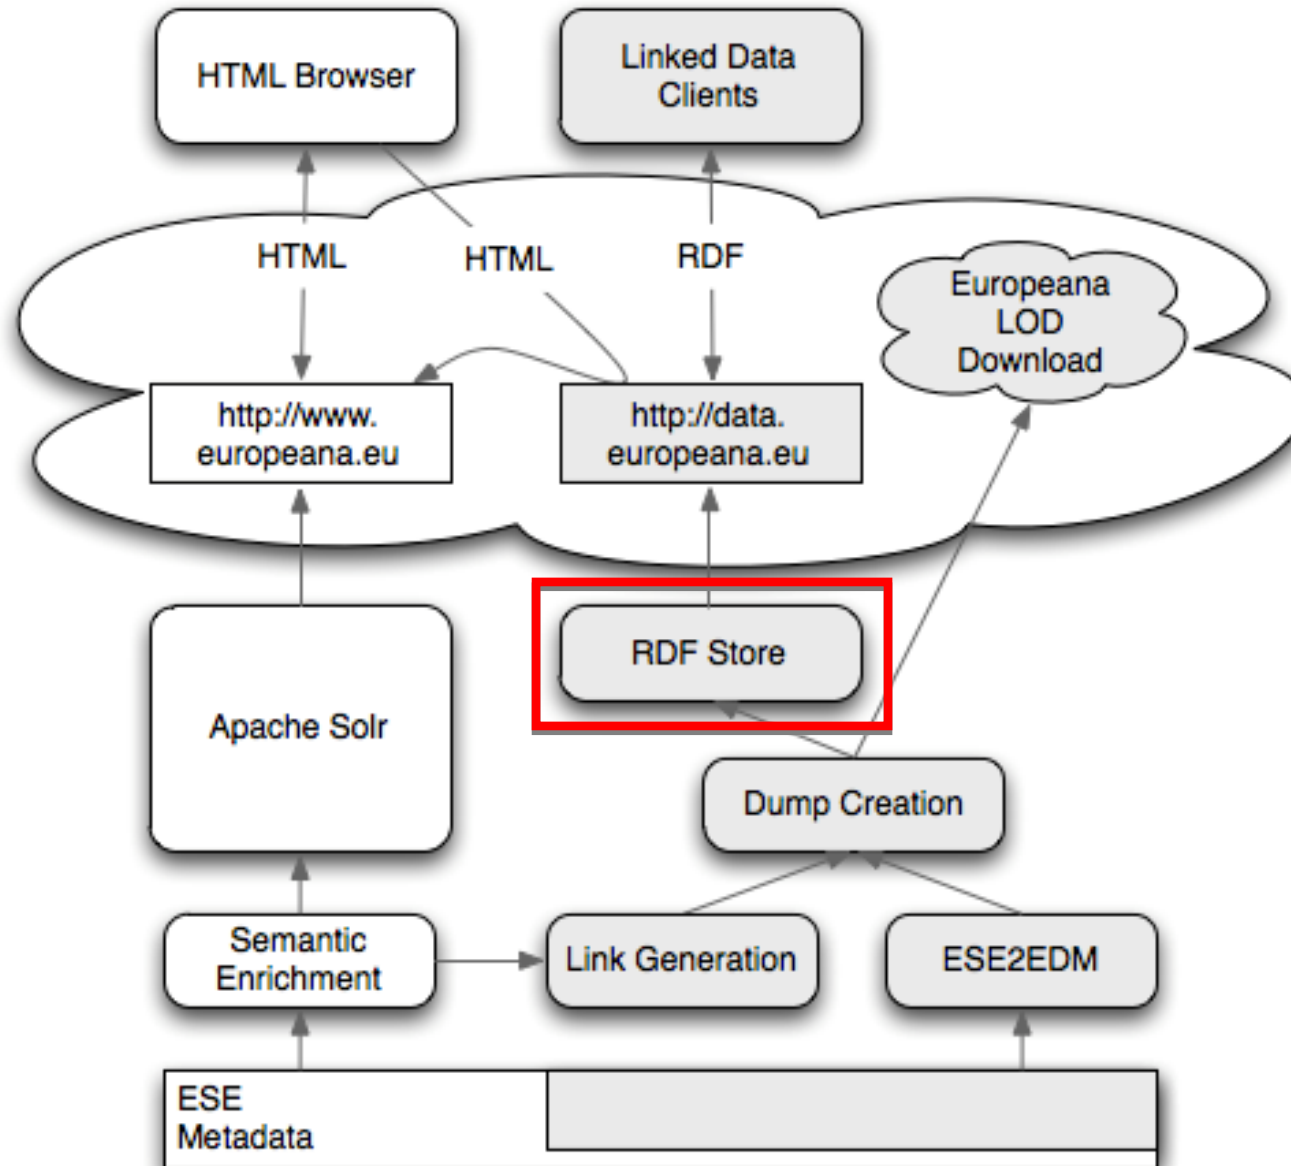 HTML Browser
Linked Data
Clients
HTML
HTML
RDF
Europeana
LOD
Download
http://www.
europeana.eu
http://data.
europeana.eu
RDF Store
Apache Solr
Dump Creation
Semantic
Enrichment
Link Generation
ESE2EDM
ESE
Metadata